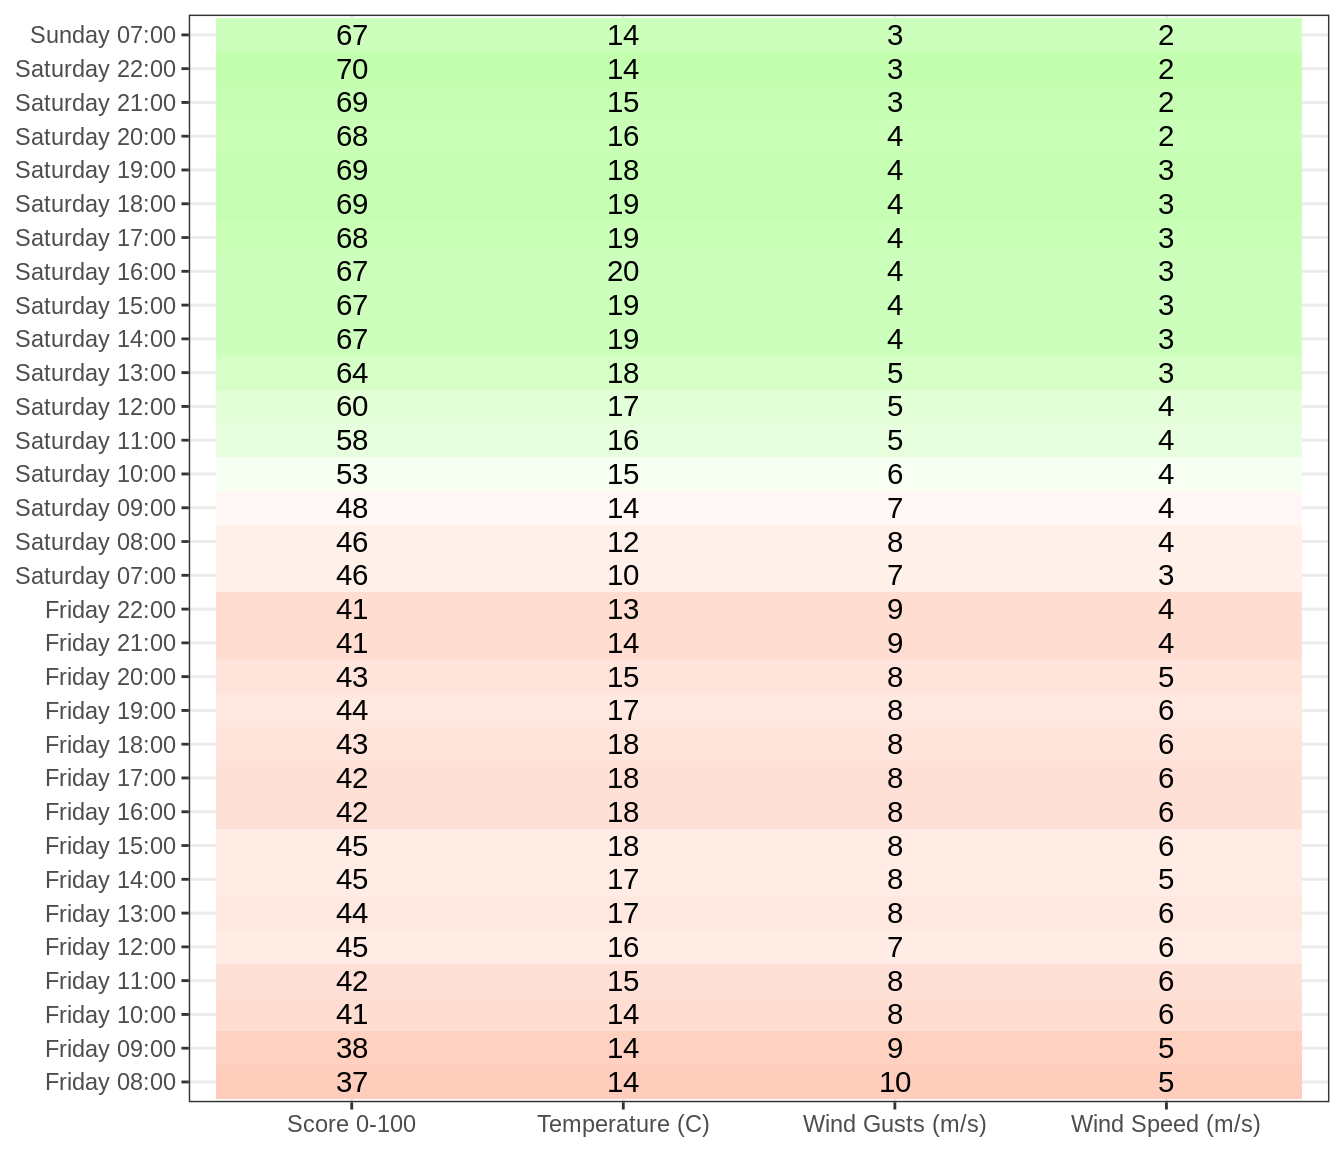 Sunday 07:00 67 14 3 2
Saturday 22:00 70 14 3 2
Saturday 21:00 69 15 3 2
Saturday 20:00 68 16 4 2
Saturday 19:00 69 18 4 3
Saturday 18:00 69 19 4 3
Saturday 17:00 68 19 4 3
Saturday 16:00 67 20 4 3
Saturday 15:00 67 19 4 3
Saturday 14:00 67 19 4 3
Saturday 13:00 64 18 5 3
Saturday 12:00 60 17 5 4
Saturday 11:00 58 16 5 4
Saturday 10:00 53 15 6 4
Saturday 09:00 48 14 7 4
Saturday 08:00 46 12 8 4
Saturday 07:00 46 10 7 3
Friday 22:00 41 13 9 4
Friday 21:00 41 14 9 4
Friday 20:00 43 15 8 5
Friday 19:00 44 17 8 6
Friday 18:00 43 18 8 6
Friday 17:00 42 18 8 6
Friday 16:00 42 18 8 6
Friday 15:00 45 18 8 6
Friday 14:00 45 17 8 5
Friday 13:00 44 17 8 6
Friday 12:00 45 16 7 6
Friday 11:00 42 15 8 6
Friday 10:00 41 14 8 6
Friday 09:00 38 14 9 5
Friday 08:00 37 14 10 5
Score 0-100 Temperature (C) Wind Gusts (m/s) Wind Speed (m/s)